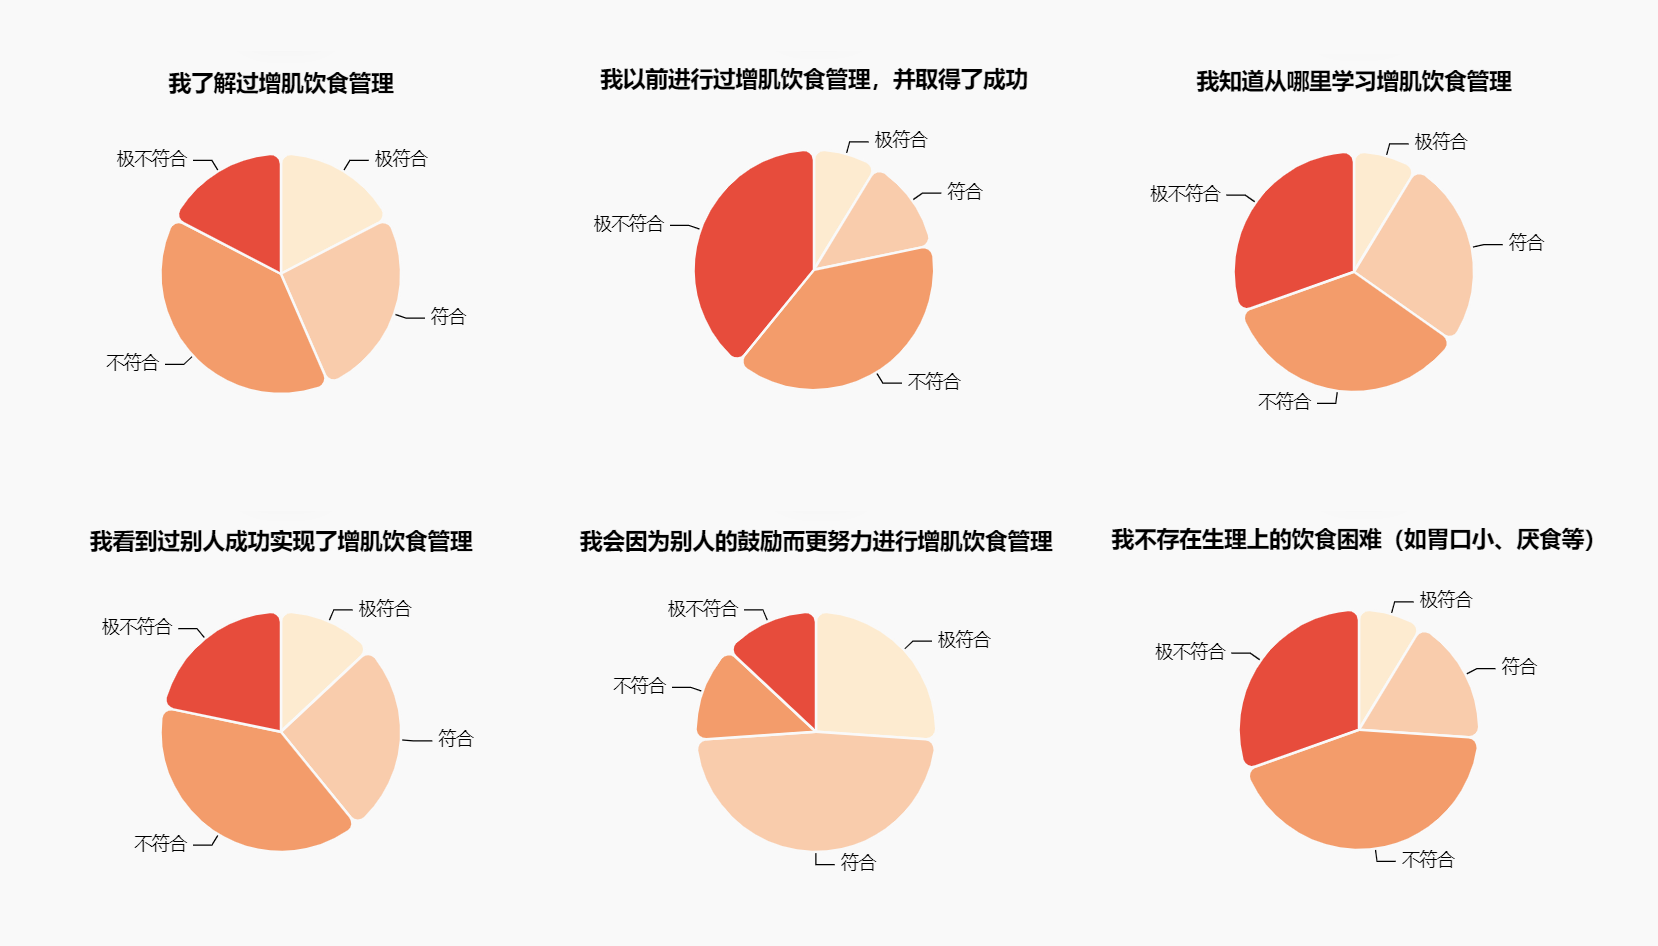 我了解过增肌饮食管理
极不符合
极符合
符合
不符合
我以前进行过增肌饮食管理，并取得了成功
极符合
符合
极不符合
不符合
我知道从哪里学习增肌饮食管理
极符合
极不符合
符合
不符合
我看到过别人成功实现了增肌饮食管理
极符合
极不符合
符合
不符合
我会因为别人的鼓励而更努力进行增肌饮食管理
极不符合
极符合
不符合
符合
我不存在生理上的饮食困难（如胃口小、厌食等）
极符合
极不符合
符合
不符合